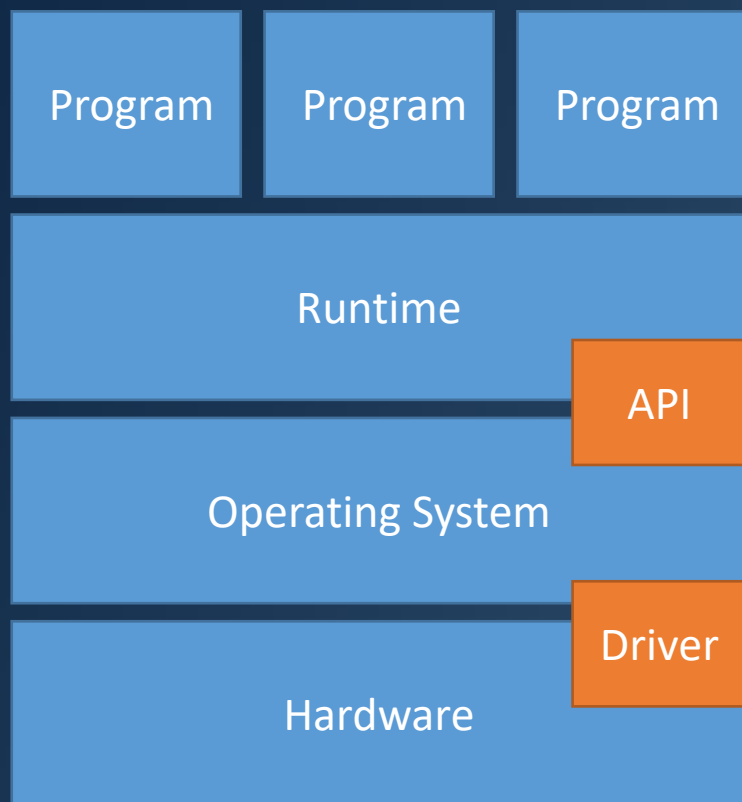 Program
Program
Program
Runtime
API
Operating System
Driver
Hardware